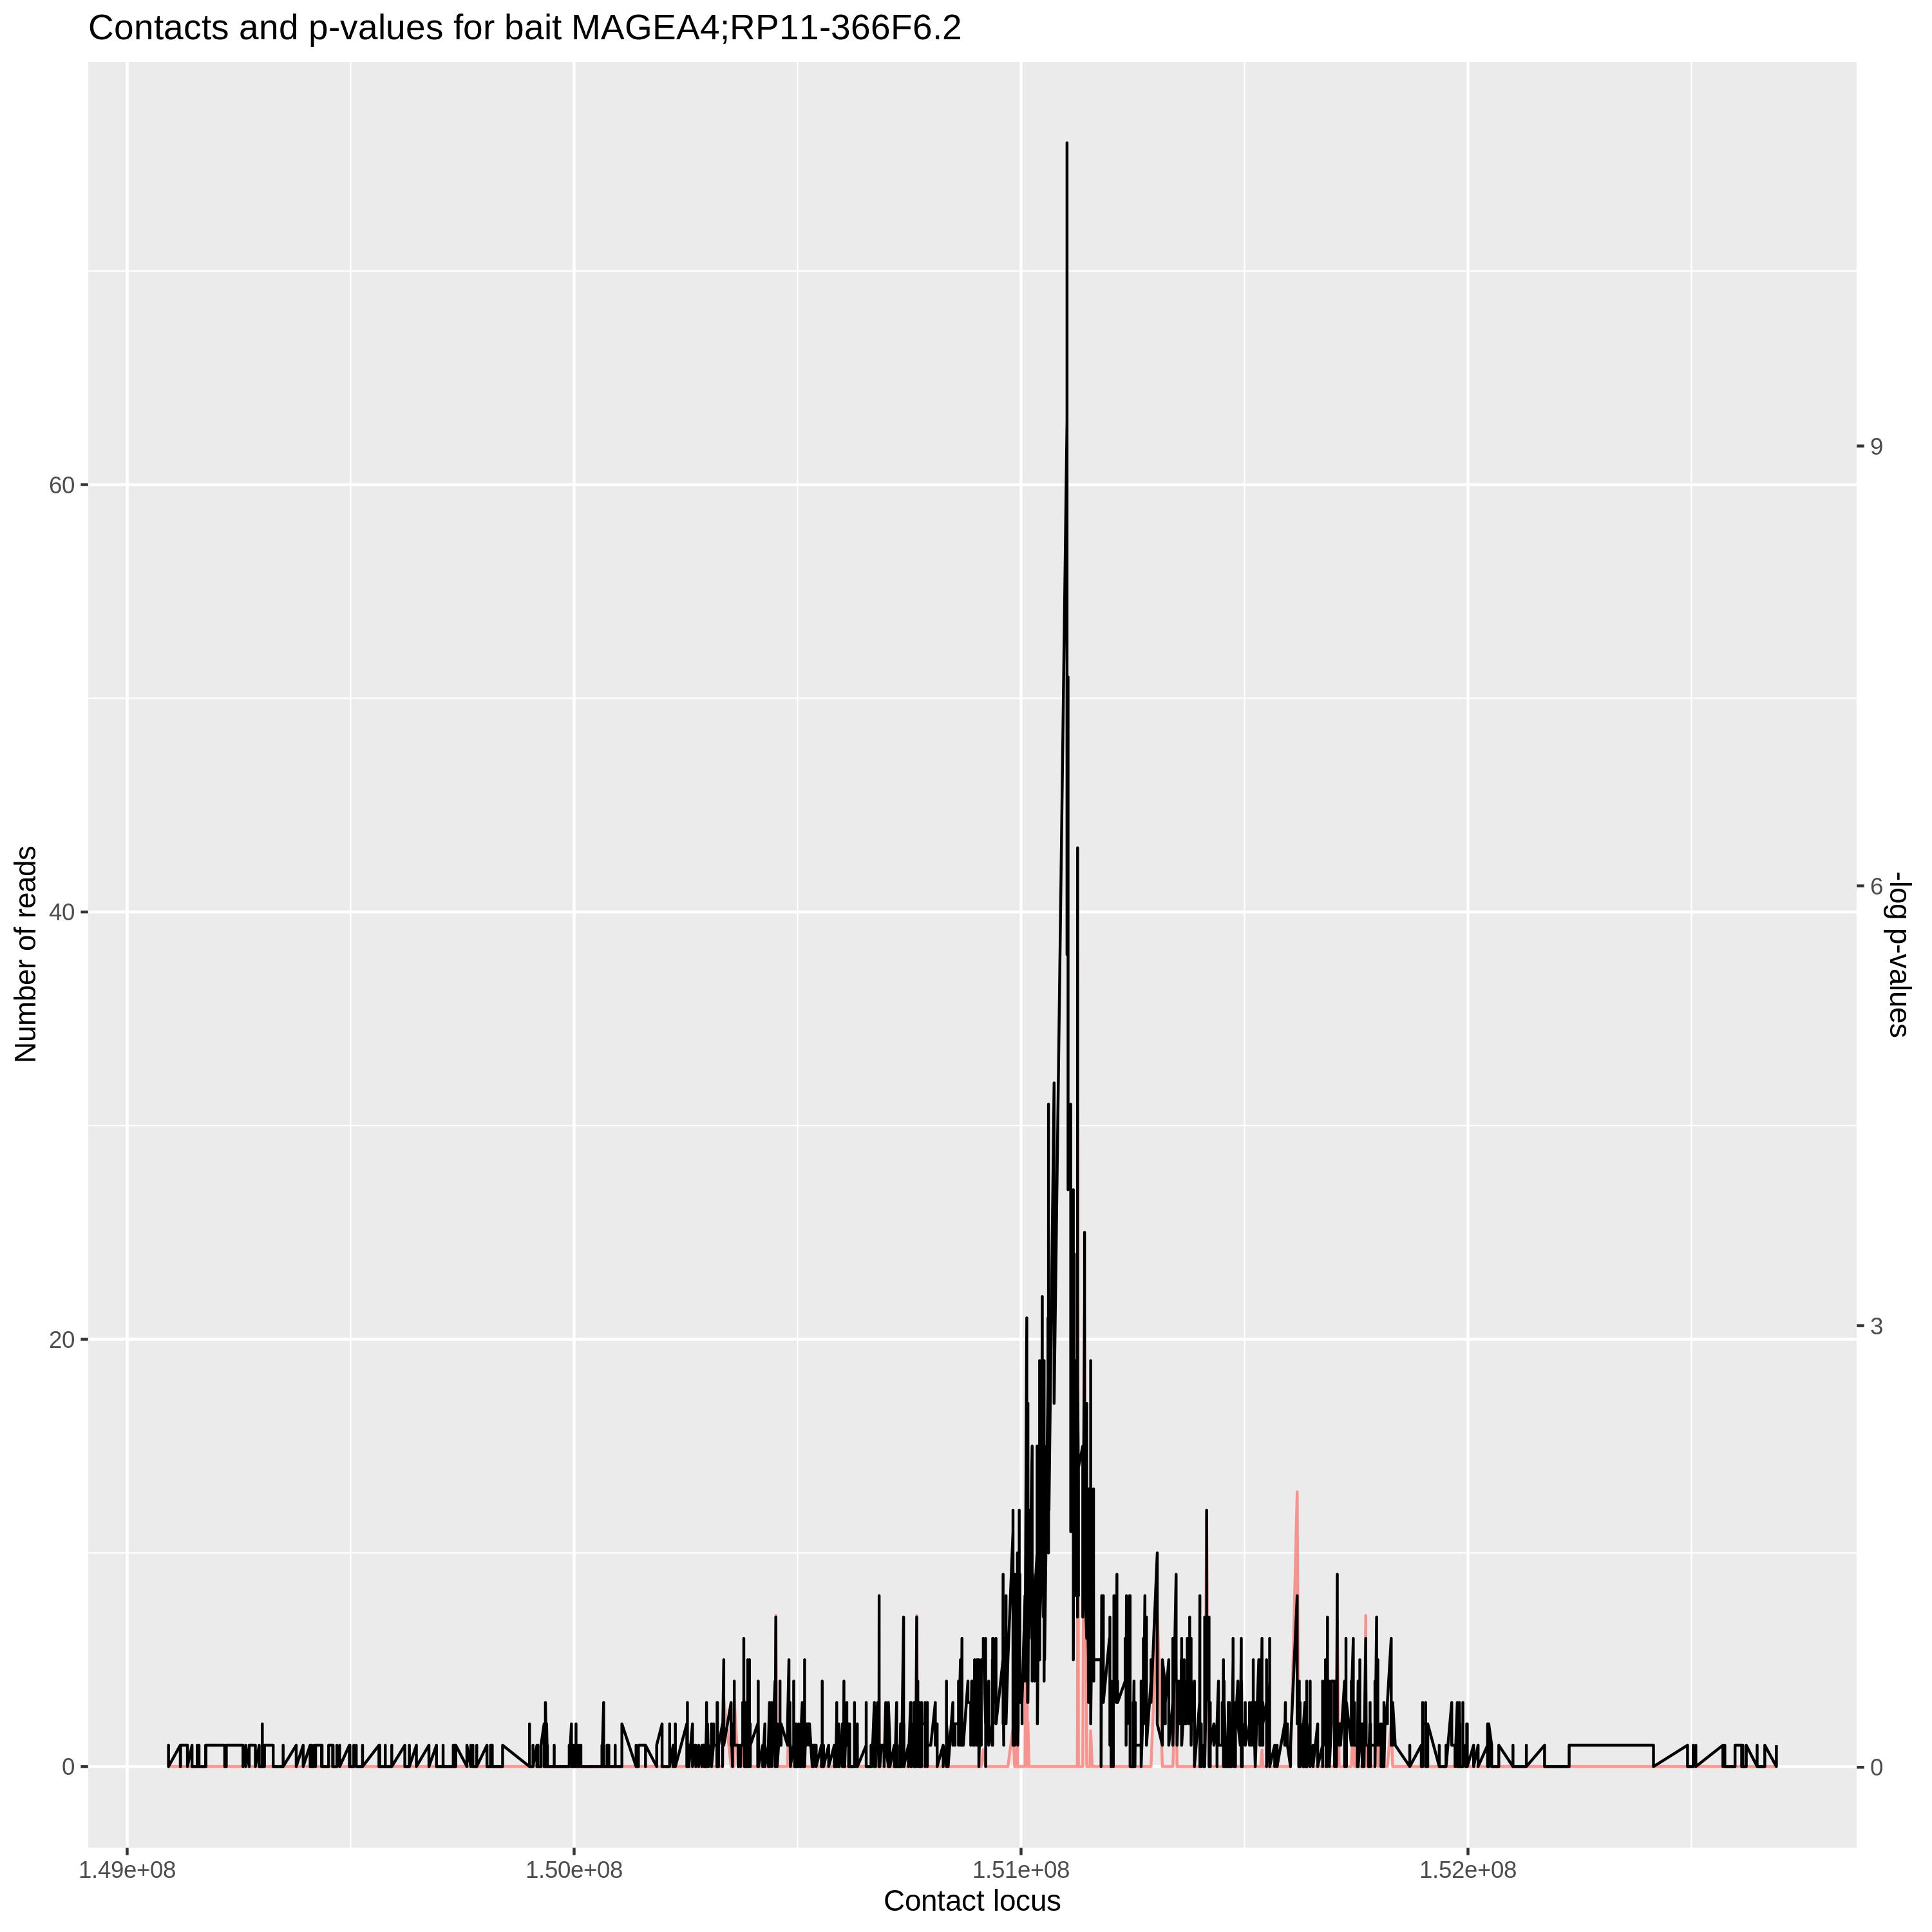 Contacts and p-values for bait MAGEA4;RP11-366F6.2
60
40
20
0
9
6
3
0
Number of reads
-log p-values
1.49e+08
1.50e+08
1.51e+08
1.52e+08
Contact locus